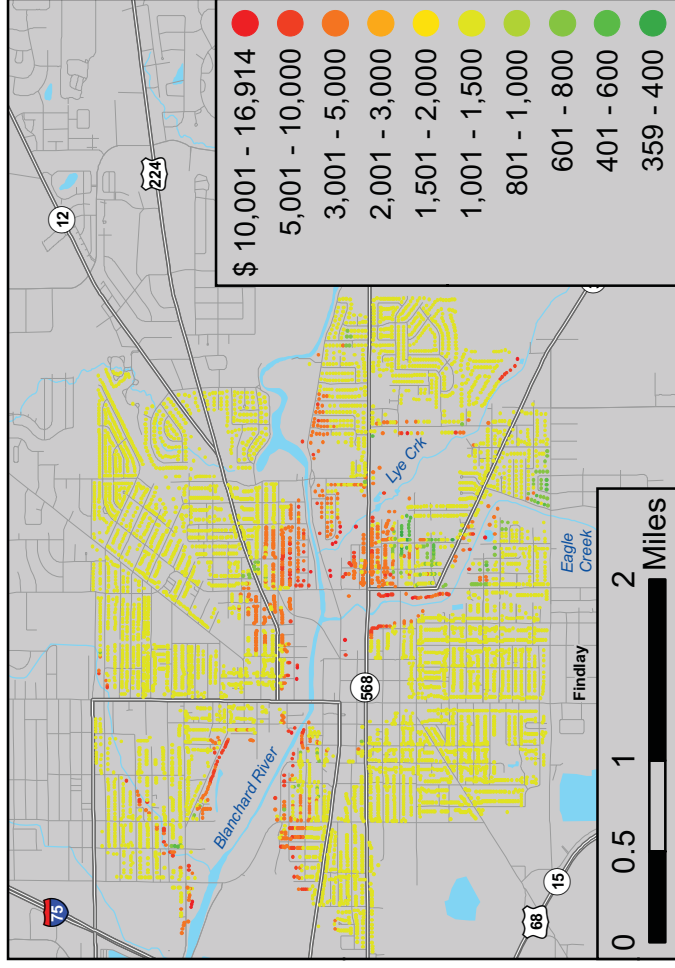 12
224
$ 10,001 - 16,914
5,001 - 10,000
3,001 - 5,000
2,001 - 3,000
1,501 - 2,000
1,001 - 1,500
801 - 1,000
601 - 800
401 - 600
359 - 400
Lye Crk
Eagle
Creek
568
Findlay
Blanchard River
75
68
15
0 0.5 1 2 Miles